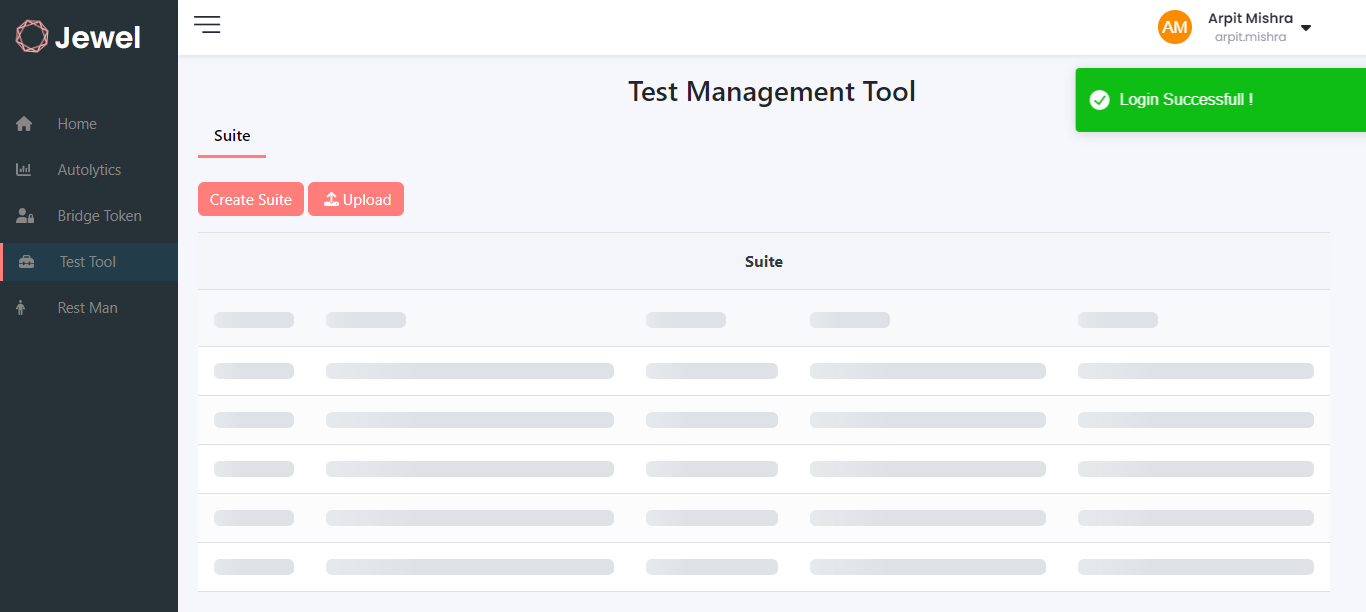 Jewel
Home
Autolytics
Bridge Token
Test Tool
Rest Man
AM
Arpit Mishra
arpit.mishra
Test Management Tool
Login Successfull !
Suite
Create Suite
Upload
Suite